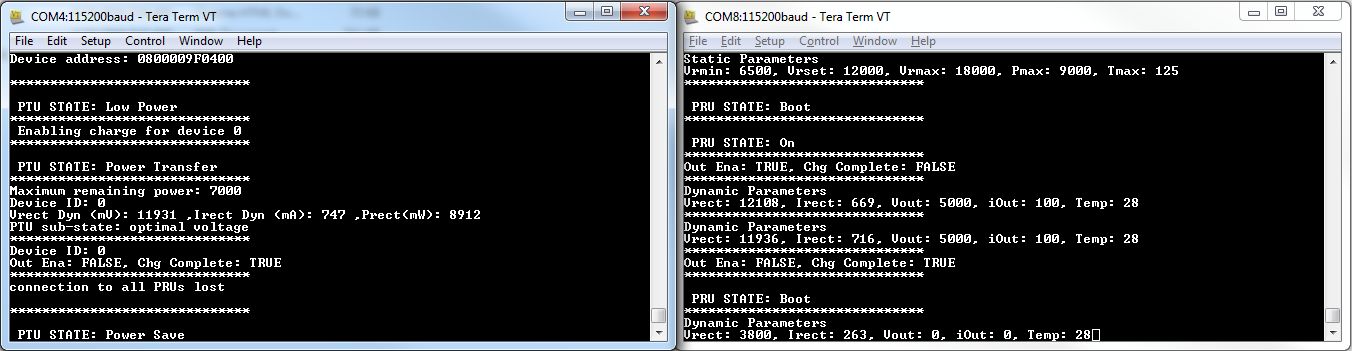 COM4:115200baud - Tera Term VT
File Edit Setup Control Window Help
Device address: 0800009F0400
******************************
PTU STATE: Low Power
******************************
Enabling charge for device 0
******************************
PTU STATE: Power Transfer
******************************
Maximum remaining power: 7000
Device ID: 0
Vrect Dyn (mV): 11931 ,Irect Dyn (mA): 747 ,Prect(mW): 8912
PTU sub-state: optimal voltage
******************************
Device ID: 0
Out Ena: FALSE, Chg Complete: TRUE
******************************
connection to all PRUs lost
******************************
PTU STATE: Power Save
COM8:115200baud - Tera Term VT
File Edit Setup Control Window Help
Static Parameters
Vrmin: 6500, Vrset: 12000, Vrmax: 18000, Pmax: 9000, Tmax: 125
******************************
PRU STATE: Boot
******************************
PRU STATE: On
******************************
Out Ena: TRUE, Chg Complete: FALSE
******************************
Dynamic Parameters
Vrect: 12108, Irect: 669, Vout: 5000, iOut: 100, Temp: 28
******************************
Dynamic Parameters
Vrect: 11936, Irect: 716, Vout: 5000, iOut: 100, Temp: 28
******************************
Out Ena: FALSE, Chg Complete: TRUE
******************************
PRU STATE: Boot
******************************
Dynamic Parameters
Vrect: 3800, Irect: 263, Vout: 0, iOut: 0, Temp: 28